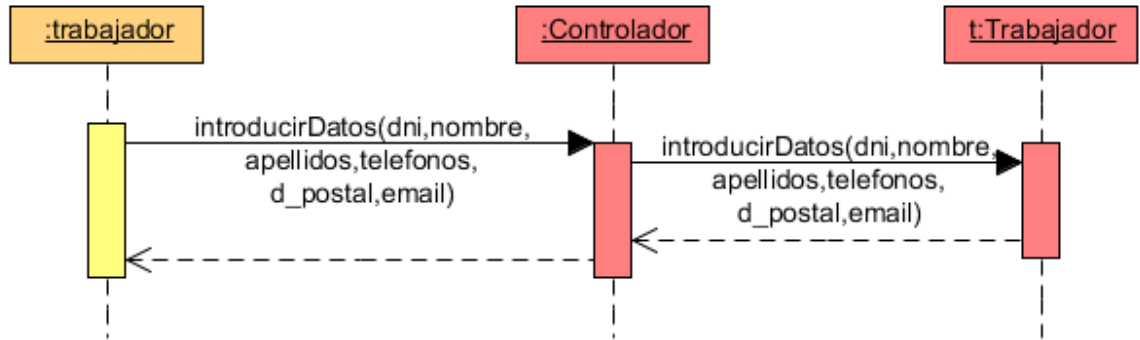 :trabajador
:Controlador
t:Trabajador
introducirDatos(dni,nombre,
apellidos,telefonos,
d_postal,email)
introducirDatos(dni,nombre,
apellidos,telefonos,
d_postal,email)